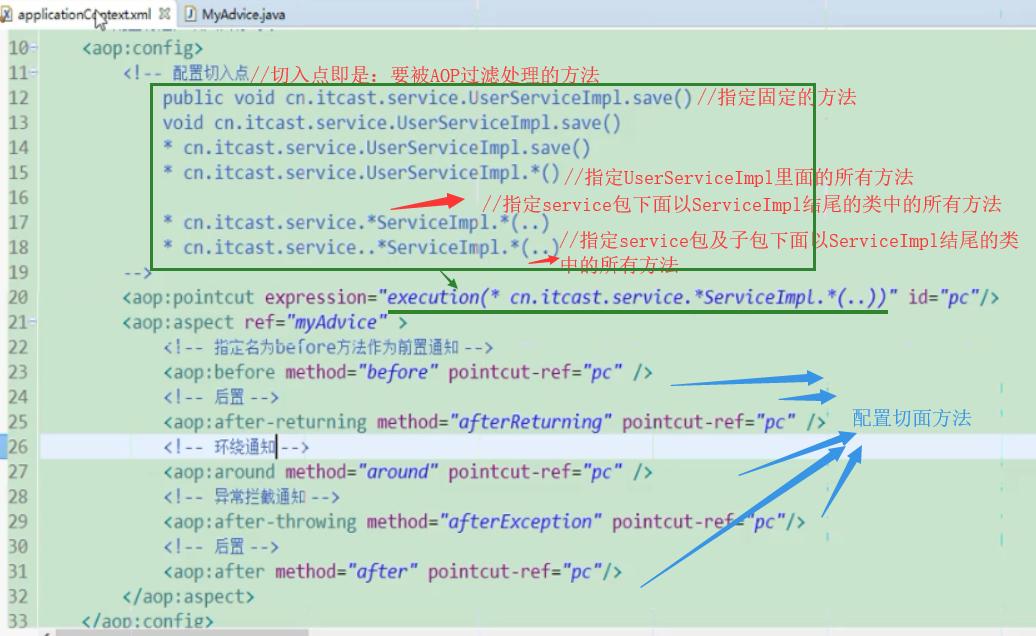 applicationContext.xml MyAdvice.java
10 <aop:config>
11 <!-- 配置切入点 //切入点即是：要被AOP过滤处理的方法
12 public void cn.itcast.service.UserServiceImpl.save() //指定固定的方法
13 void cn.itcast.service.UserServiceImpl.save()
14 * cn.itcast.service.UserServiceImpl.save()
15 * cn.itcast.service.UserServiceImpl.*() //指定UserServiceImpl里面的所有方法
16 //指定service包下面以ServiceImpl结尾的类中的所有方法
17 * cn.itcast.service.*ServiceImpl.*(..)
18 * cn.itcast.service..*ServiceImpl.*(..) //指定service包及子包下面以ServiceImpl结尾的类
中的所有方法
19 -->
20 <aop:pointcut expression="execution(* cn.itcast.service.*ServiceImpl.*(..))" id="pc"/>
21 <aop:aspect ref="myAdvice" >
22 <!-- 指定名为before方法作为前置通知 -->
23 <aop:before method="before" pointcut-ref="pc" />
24 <!-- 后置 -->
25 <aop:after-returning method="afterReturning" pointcut-ref="pc" />
配置切面方法
26 <!-- 环绕通知 -->
27 <aop:around method="around" pointcut-ref="pc" />
28 <!-- 异常拦截通知 -->
29 <aop:after-throwing method="afterException" pointcut-ref="pc"/>
30 <!-- 后置 -->
31 <aop:after method="after" pointcut-ref="pc"/>
32 </aop:aspect>
33 </aop:config>